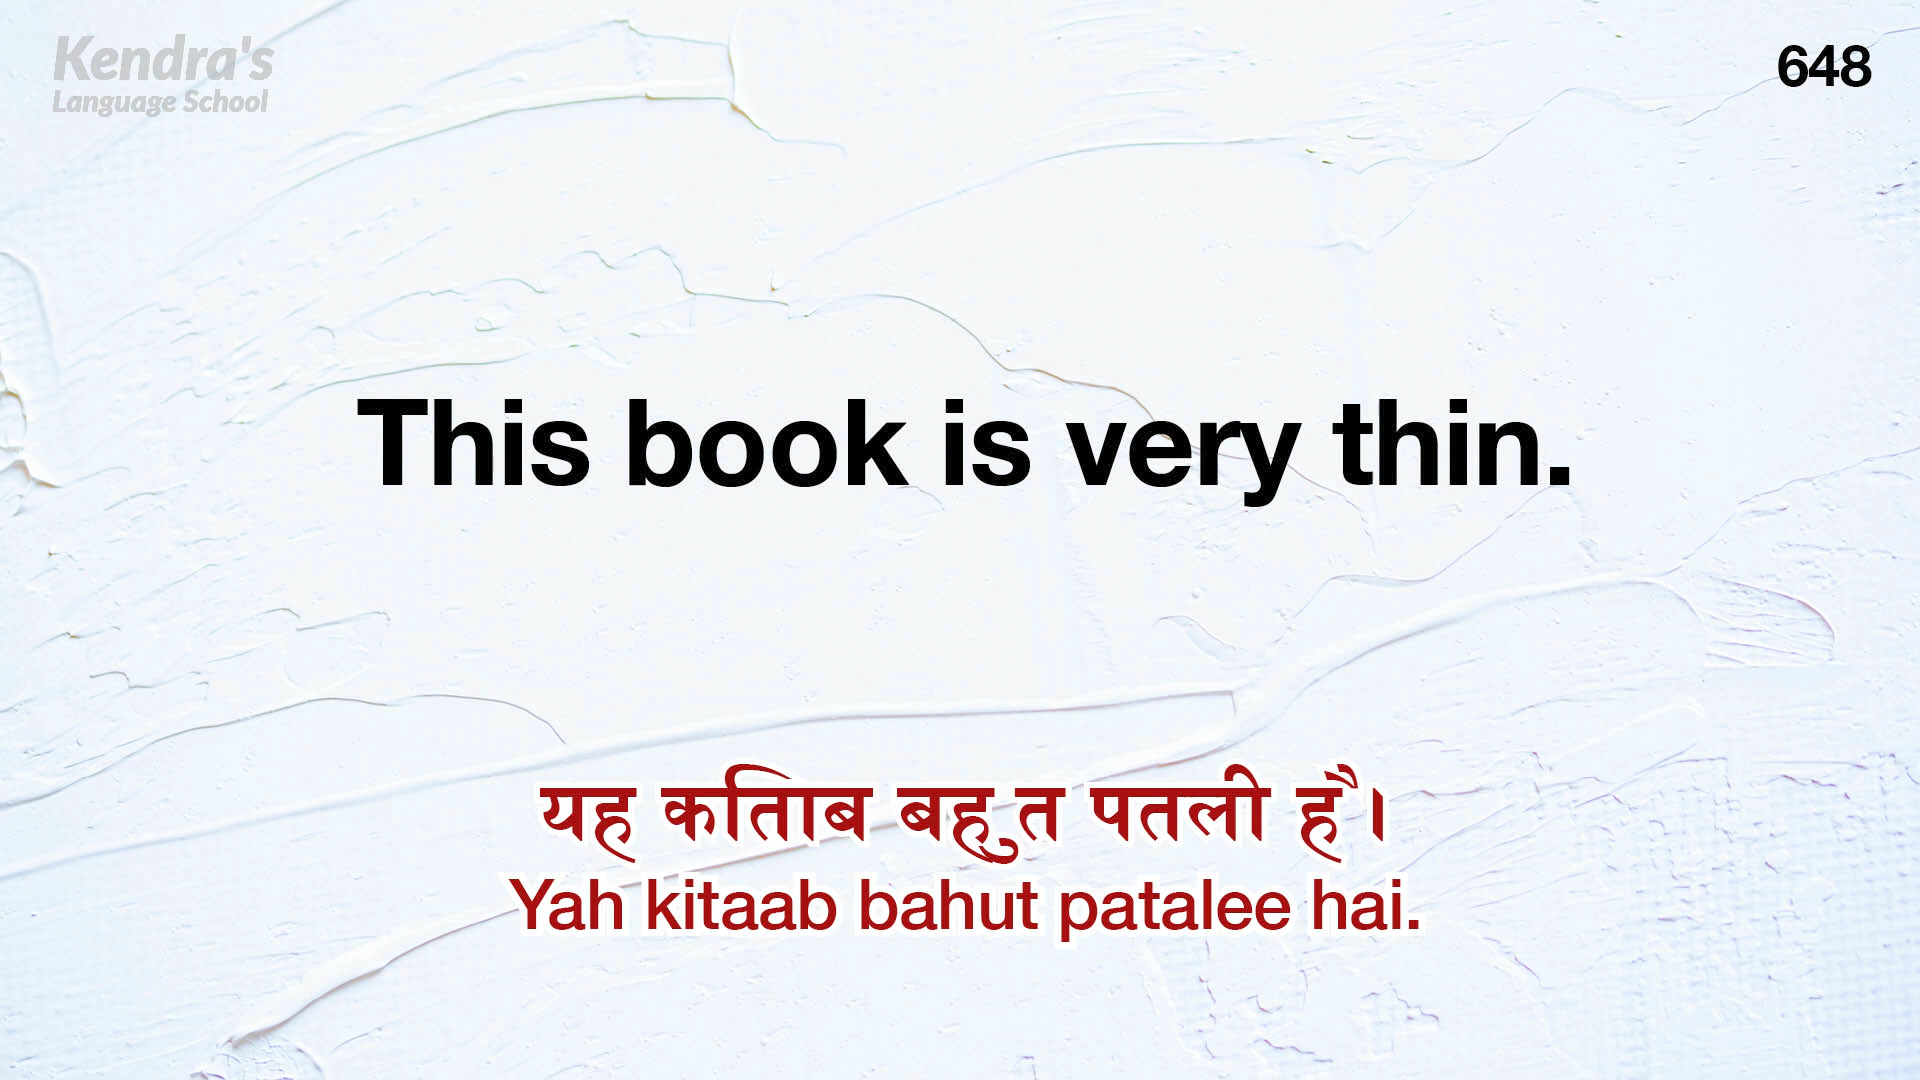 Kendra's
Language School
648
This book is very thin.
यह किताब बहुत पतली है।
Yah kitaab bahut patalee hai.